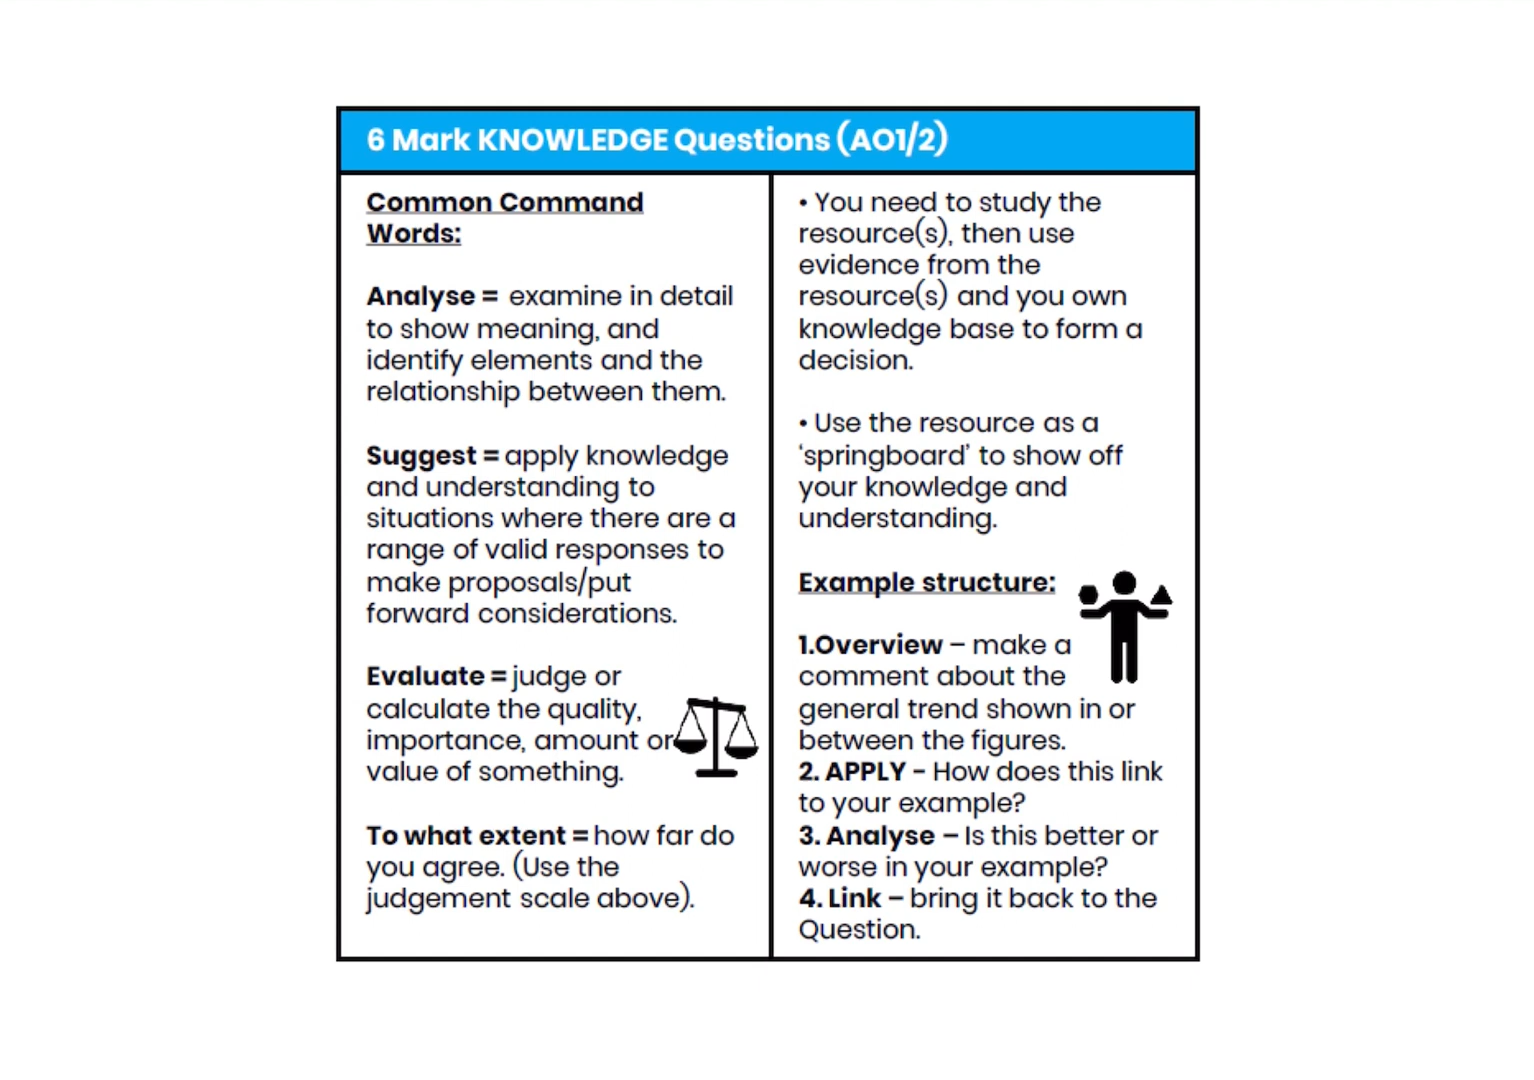 6 Mark KNOWLEDGE Questions (AO1/2)
Common Command
Words:
Analyse = examine in detail
to show meaning, and
identify elements and the
relationship between them.
Suggest = apply knowledge
and understanding to
situations where there are a
range of valid responses to
make proposals/put
forward considerations.
Evaluate = judge or
calculate the quality,
importance, amount or
value of something.
To what extent = how far do
you agree. (Use the
judgement scale above).
• You need to study the
resource(s), then use
evidence from the
resource(s) and you own
knowledge base to form a
decision.
• Use the resource as a
‘springboard’ to show off
your knowledge and
understanding.
Example structure:
1.Overview – make a
comment about the
general trend shown in or
between the figures.
2. APPLY - How does this link
to your example?
3. Analyse – Is this better or
worse in your example?
4. Link – bring it back to the
Question.